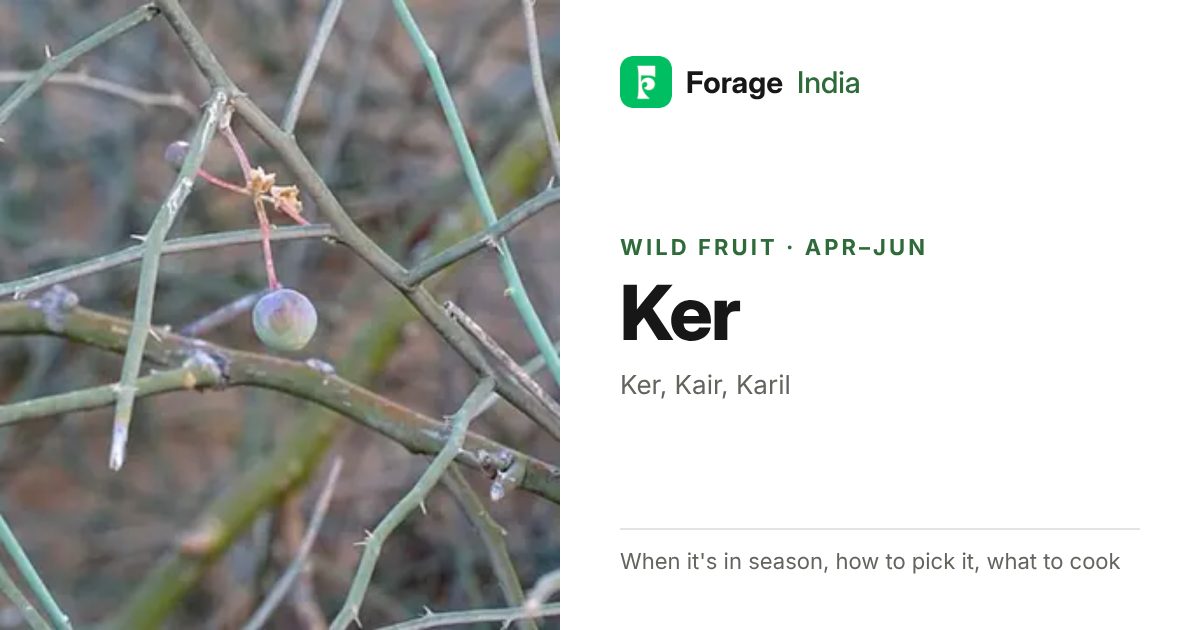 Forage India
WILD FRUIT · APR–JUN
Ker
Ker, Kair, Karil
When it's in season, how to pick it, what to cook